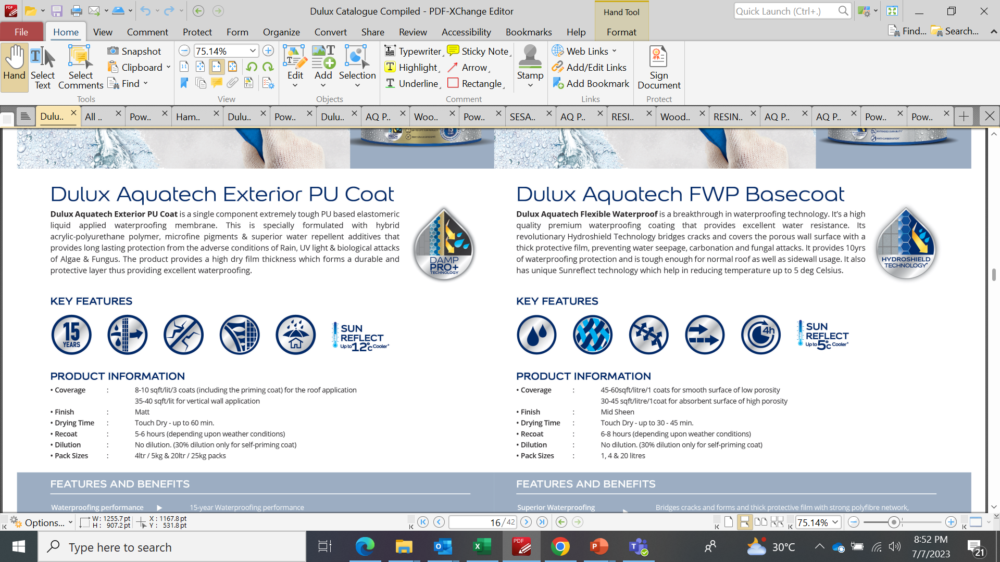 Dulux Catalogue Compiled - PDF-XChange Editor
Hand Tool
Quick Launch (Ctrl+.)
File
Home
View
Comment
Protect
Form
Organize
Convert
Share
Review
Accessibility
Bookmarks
Help
Format
Find...
Search...
Hand
Select Text
Select Comments
Snapshot
Clipboard
Find
Tools
75.14%
View
Edit
Add
Selection
Objects
Typewriter
Highlight
Underline
Sticky Note
Arrow
Rectangle
Stamp
Comment
Web Links
Add/Edit Links
Add Bookmark
Links
Sign Document
Protect
Dulu..
All ..
Pow..
Ham..
Dulu..
Pow..
Dulu..
AQ P..
Woo..
Pow..
SESA..
AQ P..
RESI..
Wood..
RESIN..
AQ P..
AQ P..
Pow..
Pow..
Dulux Aquatech Exterior PU Coat
Dulux Aquatech Exterior PU Coat is a single component extremely tough PU based elastomeric
liquid applied waterproofing membrane. This is specially formulated with hybrid
acrylic-polyurethane polymer, microfine pigments & superior water repellent additives that
provides long lasting protection from the adverse conditions of Rain, UV light & biological attacks
of Algae & Fungus. The product provides a high dry film thickness which forms a durable and
protective layer thus providing excellent waterproofing.
DAMP
PRO+
TECHNOLOGY
KEY FEATURES
15
YEARS
SUN
REFLECT
Up to 12°c Cooler*
PRODUCT INFORMATION
• Coverage : 8-10 sqft/lit/3 coats (including the priming coat) for the roof application
35-40 sqft/lit for vertical wall application
• Finish : Matt
• Drying Time : Touch Dry - up to 60 min.
• Recoat : 5-6 hours (depending upon weather conditions)
• Dilution : No dilution. (30% dilution only for self-priming coat)
• Pack Sizes : 4ltr / 5kg & 20ltr / 25kg packs
FEATURES AND BENEFITS
Waterproofing performance 15-year Waterproofing performance
Dulux Aquatech FWP Basecoat
Dulux Aquatech Flexible Waterproof is a breakthrough in waterproofing technology. It's a high
quality premium waterproofing coating that provides excellent water resistance. Its
revolutionary Hydroshield Technology bridges cracks and covers the porous wall surface with a
thick protective film, preventing water seepage, carbonation and fungal attacks. It provides 10yrs
of waterproofing protection and is tough enough for normal roof as well as sidewall usage. It also
has unique Sunreflect technology which help in reducing temperature up to 5 deg Celsius.
HYDROSHIELD
TECHNOLOGY*
KEY FEATURES
4h
SUN
REFLECT
Up to 5°c Cooler*
PRODUCT INFORMATION
• Coverage : 45-60sqft/litre/1 coats for smooth surface of low porosity
30-45 sqft/litre/1coat for absorbent surface of high porosity
• Finish : Mid Sheen
• Drying Time : Touch Dry - up to 30 - 45 min.
• Recoat : 6-8 hours (depending upon weather conditions)
• Dilution : No dilution. (30% dilution only for self-priming coat)
• Pack Sizes : 1, 4 & 20 litres
FEATURES AND BENEFITS
Superior Waterproofing Bridges cracks and forms and thick protective film with strong polyfibre network,
Options...
W: 1255.7 pt
H: 907.2 pt
X: 1167.8 pt
Y: 531.8 pt
16 / 42
75.14%
Type here to search
30°C
8:52 PM
7/7/2023
21